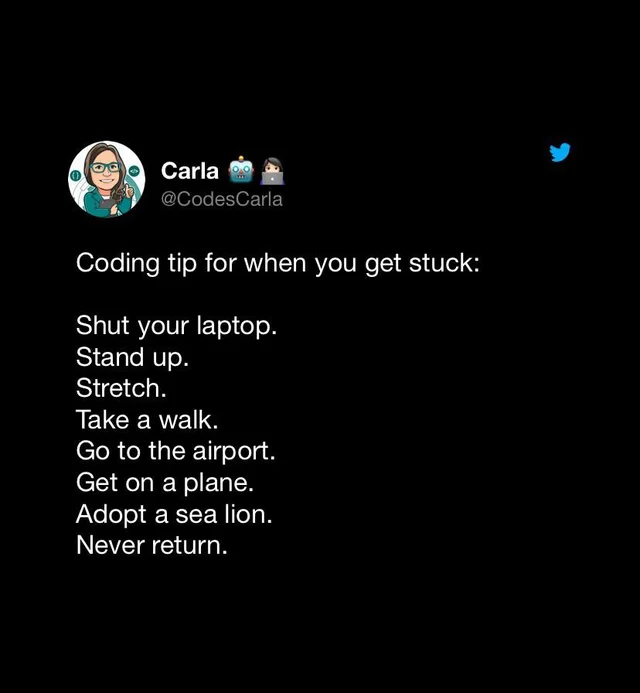 Carla 🤖👩🏻‍💻
@CodesCarla
Coding tip for when you get stuck:
Shut your laptop.
Stand up.
Stretch.
Take a walk.
Go to the airport.
Get on a plane.
Adopt a sea lion.
Never return.